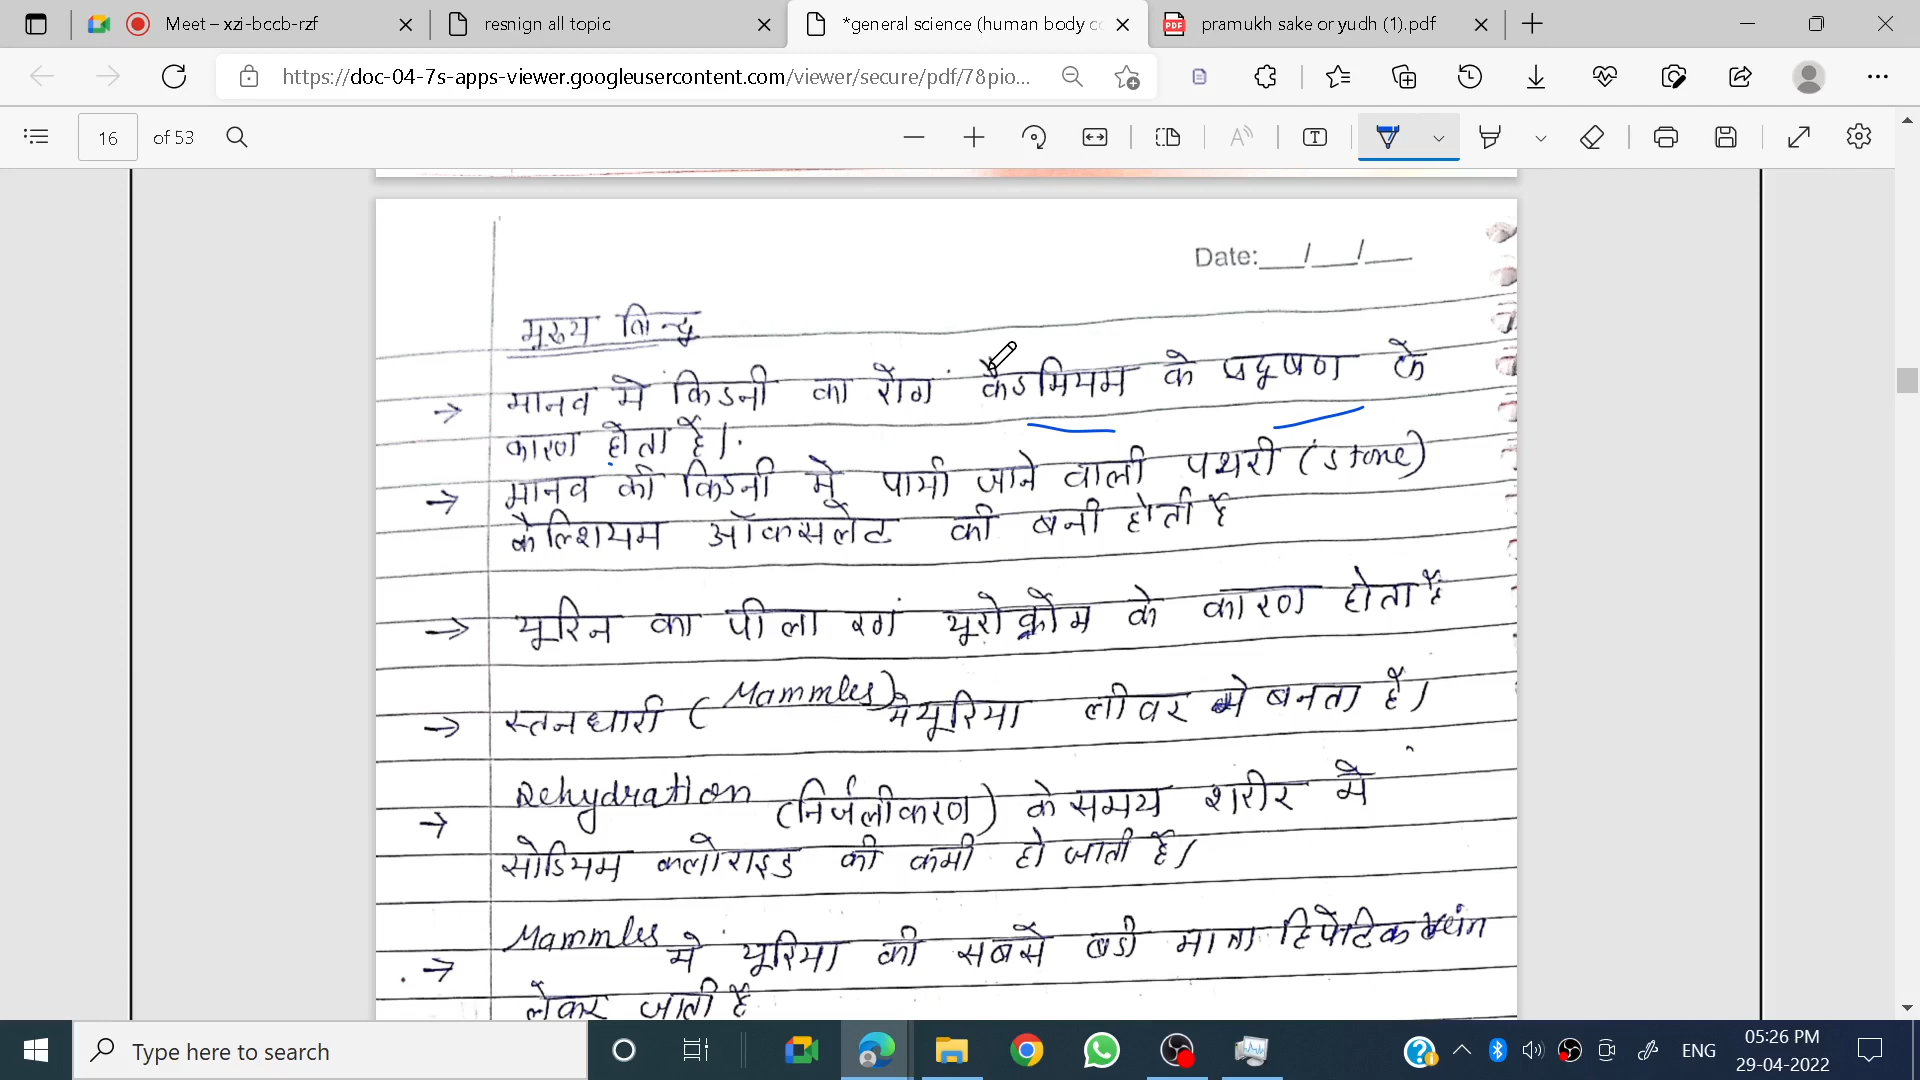 Meet – xzi-bccb-rzf
resnign all topic
*general science (human body co
pramukh sake or yudh (1).pdf
https://doc-04-7s-apps-viewer.googleusercontent.com/viewer/secure/pdf/78pio...
16 of 53
Date:__/__/__
मुख्य बिन्दु
→ मानव में किडनी का रोग कैडमियम के प्रदूषण के
कारण होता है।
→ मानव की किडनी में पायी जाने वाली पथरी (stone)
कैल्शियम ऑक्सलेट की बनी होती है
→ यूरिन का पीला रंग यूरोक्रोम के कारण होता है
→ स्तनधारी (Mammles) में यूरिया लीवर में बनता है।
→ Dehydration (निर्जलीकरण) के समय शरीर में
सोडियम क्लोराइड की कमी हो जाती है।
→ Mammles में यूरिया की सबसे बडी मात्रा हिपेटिक
लेकर जाती है
Type here to search
ENG
05:26 PM
29-04-2022